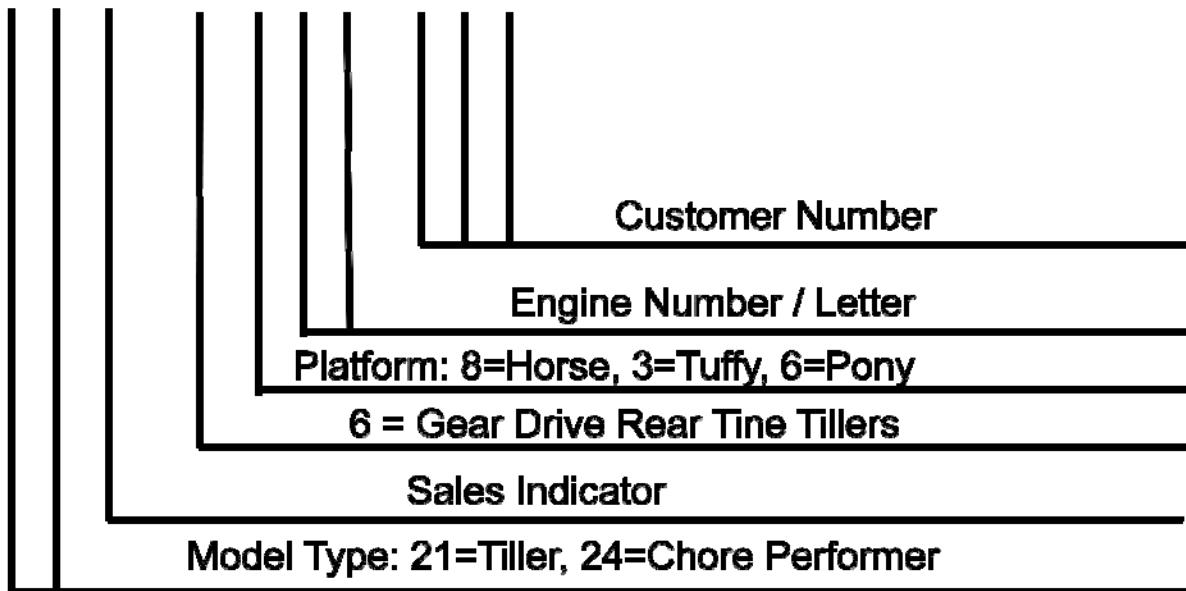 Customer Number
Engine Number / Letter
Platform: 8=Horse, 3=Tuffy, 6=Pony
6 = Gear Drive Rear Tine Tillers
Sales Indicator
Model Type: 21=Tiller, 24=Chore Performer